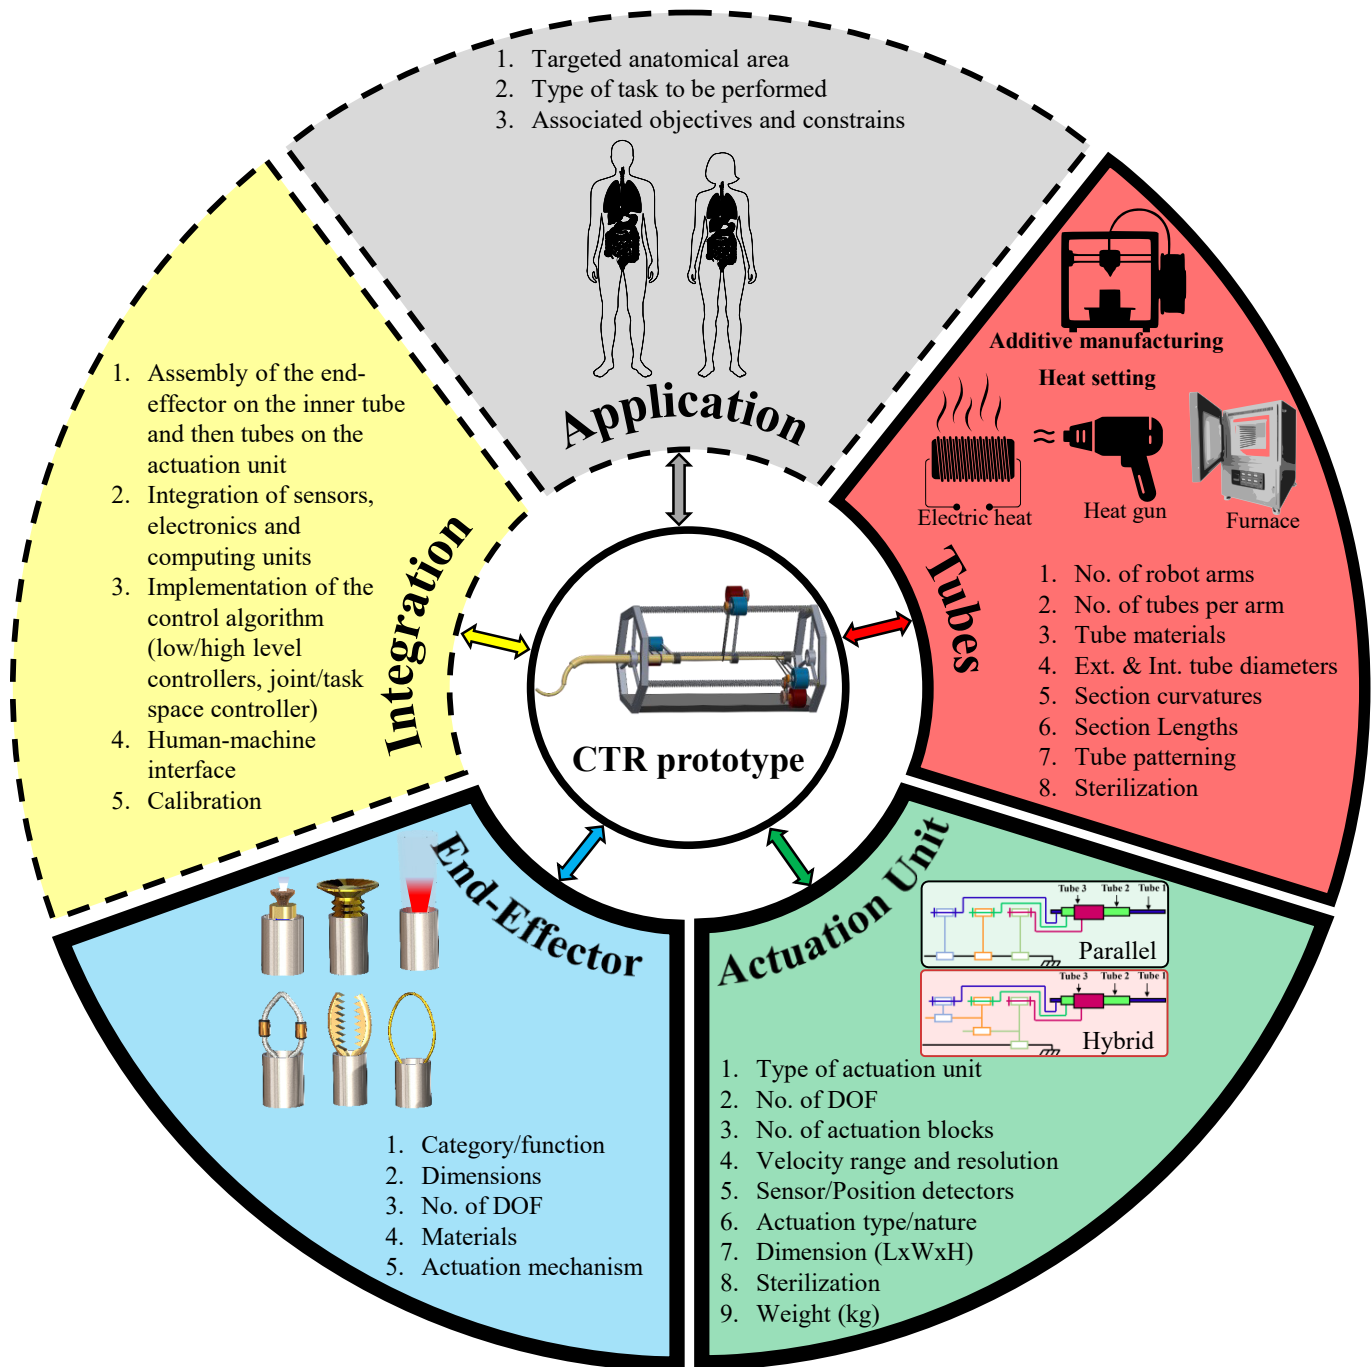 1. Targeted anatomical area
2. Type of task to be performed
3. Associated objectives and constrains
Application
Additive manufacturing
Heat setting
≈
Electric heat
Heat gun
Furnace
Tubes
1. No. of robot arms
2. No. of tubes per arm
3. Tube materials
4. Ext. & Int. tube diameters
5. Section curvatures
6. Section Lengths
7. Tube patterning
8. Sterilization
1. Assembly of the end-
effector on the inner tube
and then tubes on the
actuation unit
2. Integration of sensors,
electronics and
computing units
3. Implementation of the
control algorithm
(low/high level
controllers, joint/task
space controller)
4. Human-machine
interface
5. Calibration
Integration
CTR prototype
End-Effector
1. Category/function
2. Dimensions
3. No. of DOF
4. Materials
5. Actuation mechanism
Actuation Unit
Tube 3 Tube 2 Tube 1
Parallel
Tube 3 Tube 2 Tube 1
Hybrid
1. Type of actuation unit
2. No. of DOF
3. No. of actuation blocks
4. Velocity range and resolution
5. Sensor/Position detectors
6. Actuation type/nature
7. Dimension (LxWxH)
8. Sterilization
9. Weight (kg)